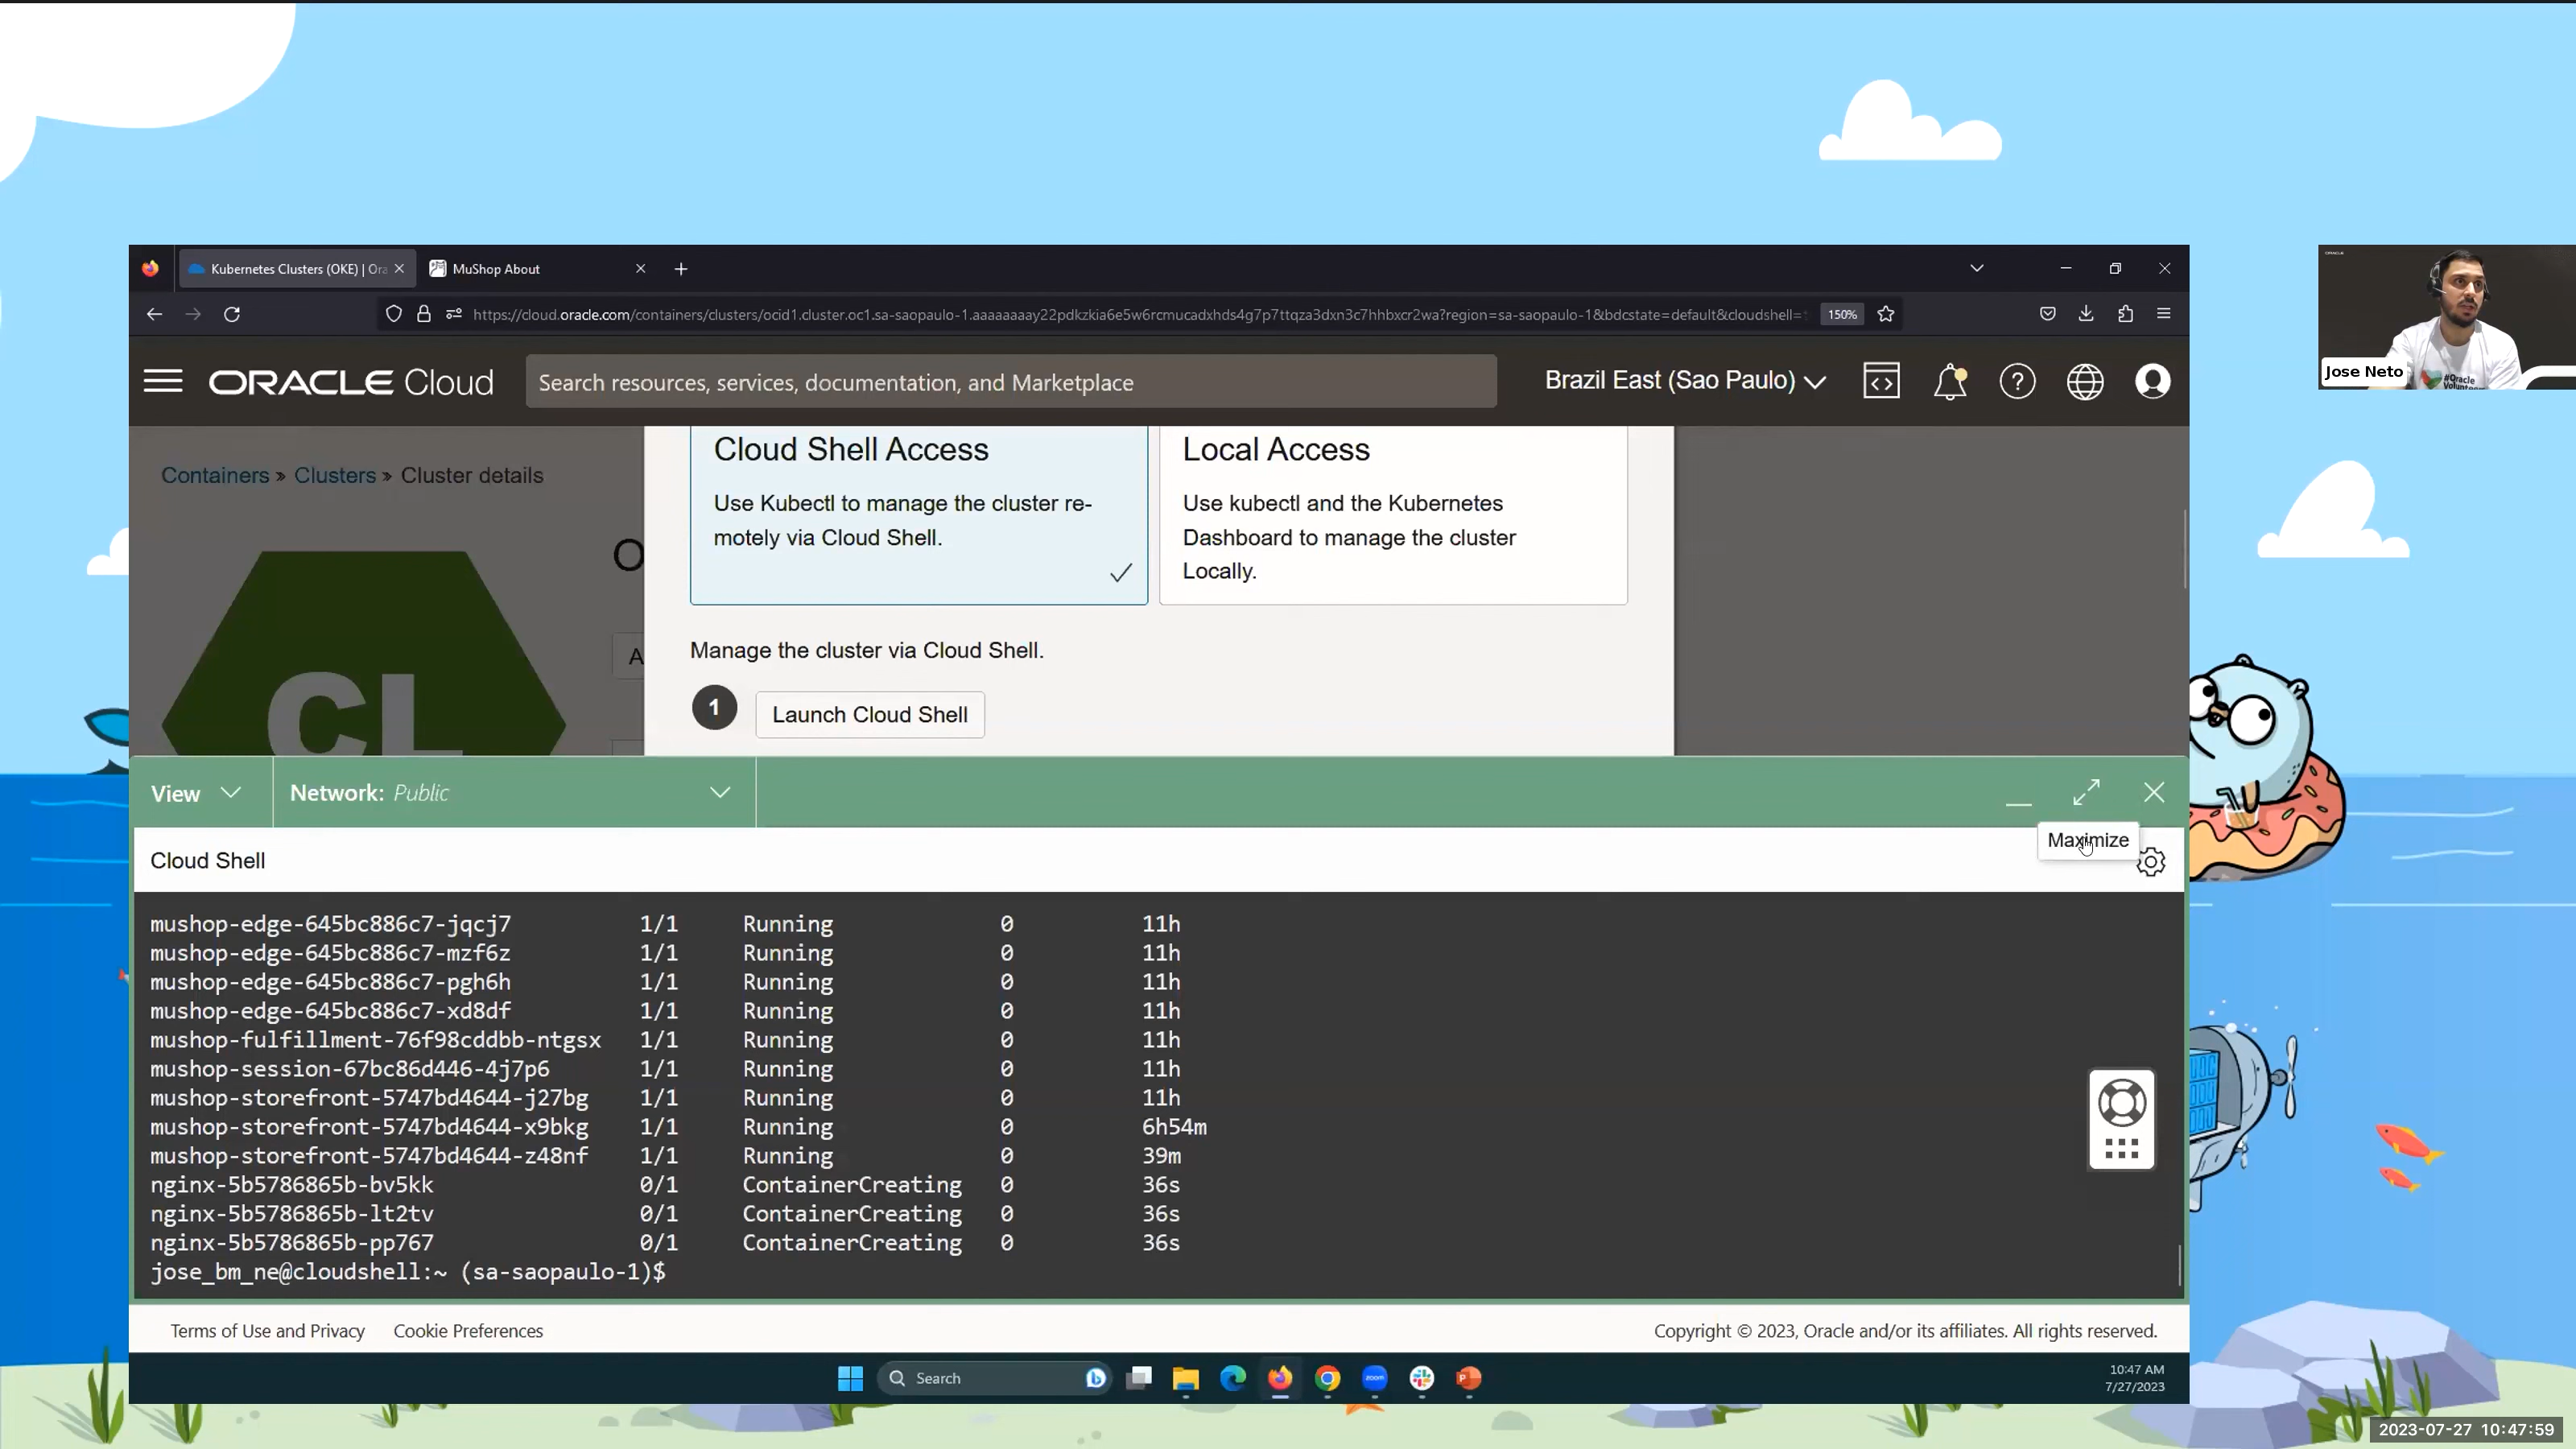 Kubernetes Clusters (OKE) | Ora
MuShop About
https://cloud.oracle.com/containers/clusters/ocid1.cluster.oc1.sa-saopaulo-1.aaaaaaaay22pdkzkia6e5w6rcmucadxhds4g7p7ttqza3dxn3c7hhbxcr2wa?region=sa-saopaulo-1&bdcstate=default&cloudshell=
150%
ORACLE Cloud
Search resources, services, documentation, and Marketplace
Brazil East (Sao Paulo)
Jose Neto
#Oracle
Containers » Clusters » Cluster details
Cloud Shell Access
Use Kubectl to manage the cluster re-
motely via Cloud Shell.
Local Access
Use kubectl and the Kubernetes
Dashboard to manage the cluster
Locally.
O
A
CL
Manage the cluster via Cloud Shell.
1
Launch Cloud Shell
View
Network: Public
Maximize
Cloud Shell
mushop-edge-645bc886c7-jqcj7 1/1 Running 0 11h
mushop-edge-645bc886c7-mzf6z 1/1 Running 0 11h
mushop-edge-645bc886c7-pgh6h 1/1 Running 0 11h
mushop-edge-645bc886c7-xd8df 1/1 Running 0 11h
mushop-fulfillment-76f98cddbb-ntgsx 1/1 Running 0 11h
mushop-session-67bc86d446-4j7p6 1/1 Running 0 11h
mushop-storefront-5747bd4644-j27bg 1/1 Running 0 11h
mushop-storefront-5747bd4644-x9bkg 1/1 Running 0 6h54m
mushop-storefront-5747bd4644-z48nf 1/1 Running 0 39m
nginx-5b5786865b-bv5kk 0/1 ContainerCreating 0 36s
nginx-5b5786865b-lt2tv 0/1 ContainerCreating 0 36s
nginx-5b5786865b-pp767 0/1 ContainerCreating 0 36s
jose_bm_ne@cloudshell:~ (sa-saopaulo-1)$
Terms of Use and Privacy
Cookie Preferences
Copyright © 2023, Oracle and/or its affiliates. All rights reserved.
Search
zoom
10:47 AM
7/27/2023
2023-07-27 10:47:59